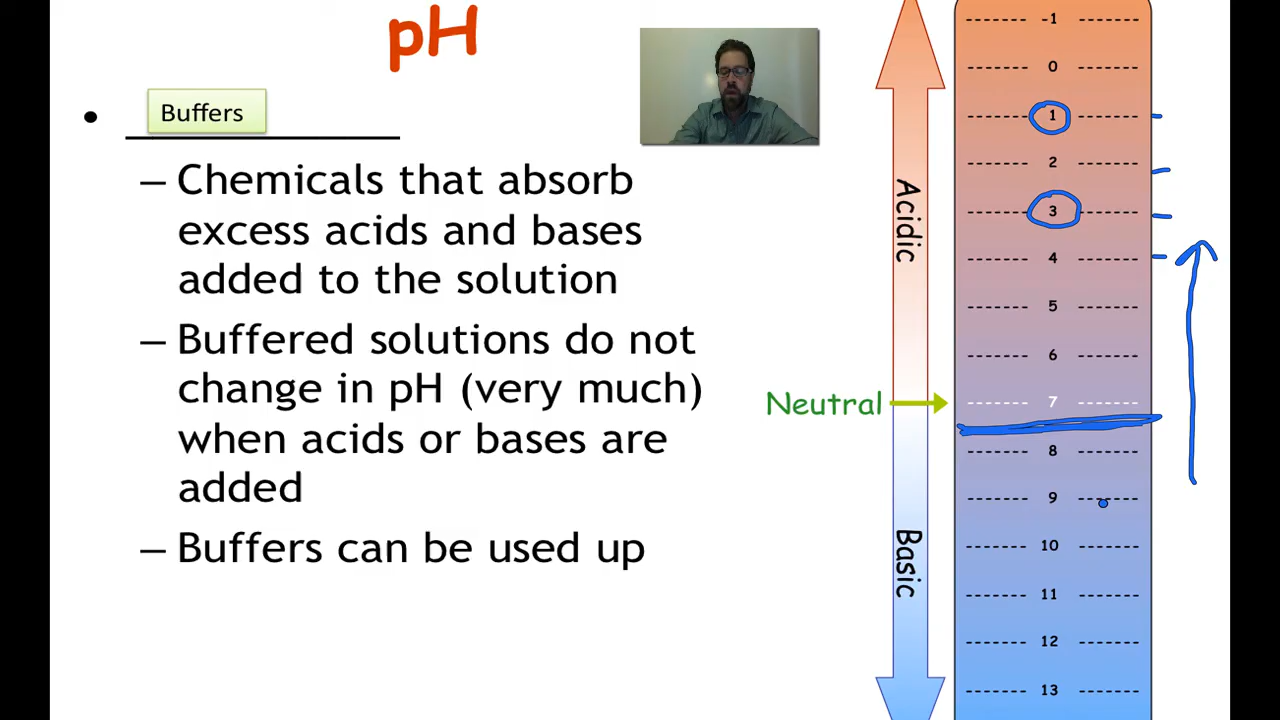 pH
• Buffers
– Chemicals that absorb
excess acids and bases
added to the solution
– Buffered solutions do not
change in pH (very much)
when acids or bases are
added
– Buffers can be used up
Acidic
Neutral
Basic
-1
0
1
2
3
4
5
6
7
8
9
10
11
12
13